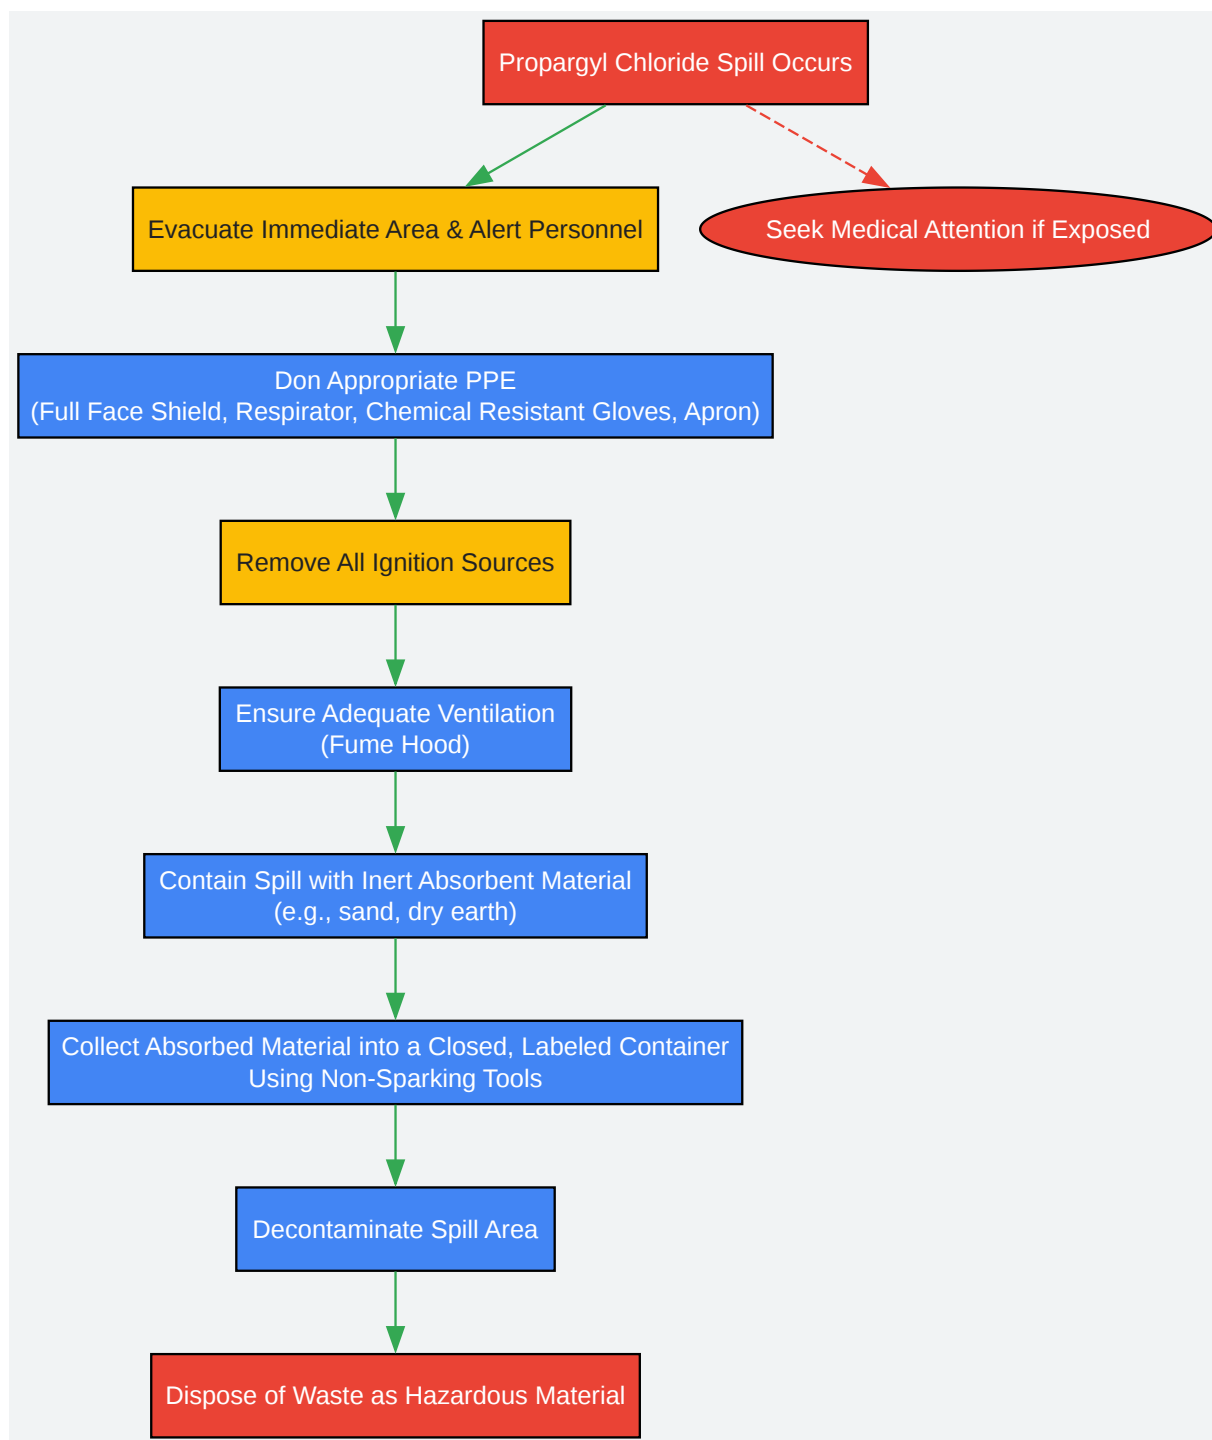 Propargyl Chloride Spill Occurs
Evacuate Immediate Area & Alert Personnel
Seek Medical Attention if Exposed
Don Appropriate PPE
(Full Face Shield, Respirator, Chemical Resistant Gloves, Apron)
Remove All Ignition Sources
Ensure Adequate Ventilation
(Fume Hood)
Contain Spill with Inert Absorbent Material
(e.g., sand, dry earth)
Collect Absorbed Material into a Closed, Labeled Container
Using Non-Sparking Tools
Decontaminate Spill Area
Dispose of Waste as Hazardous Material